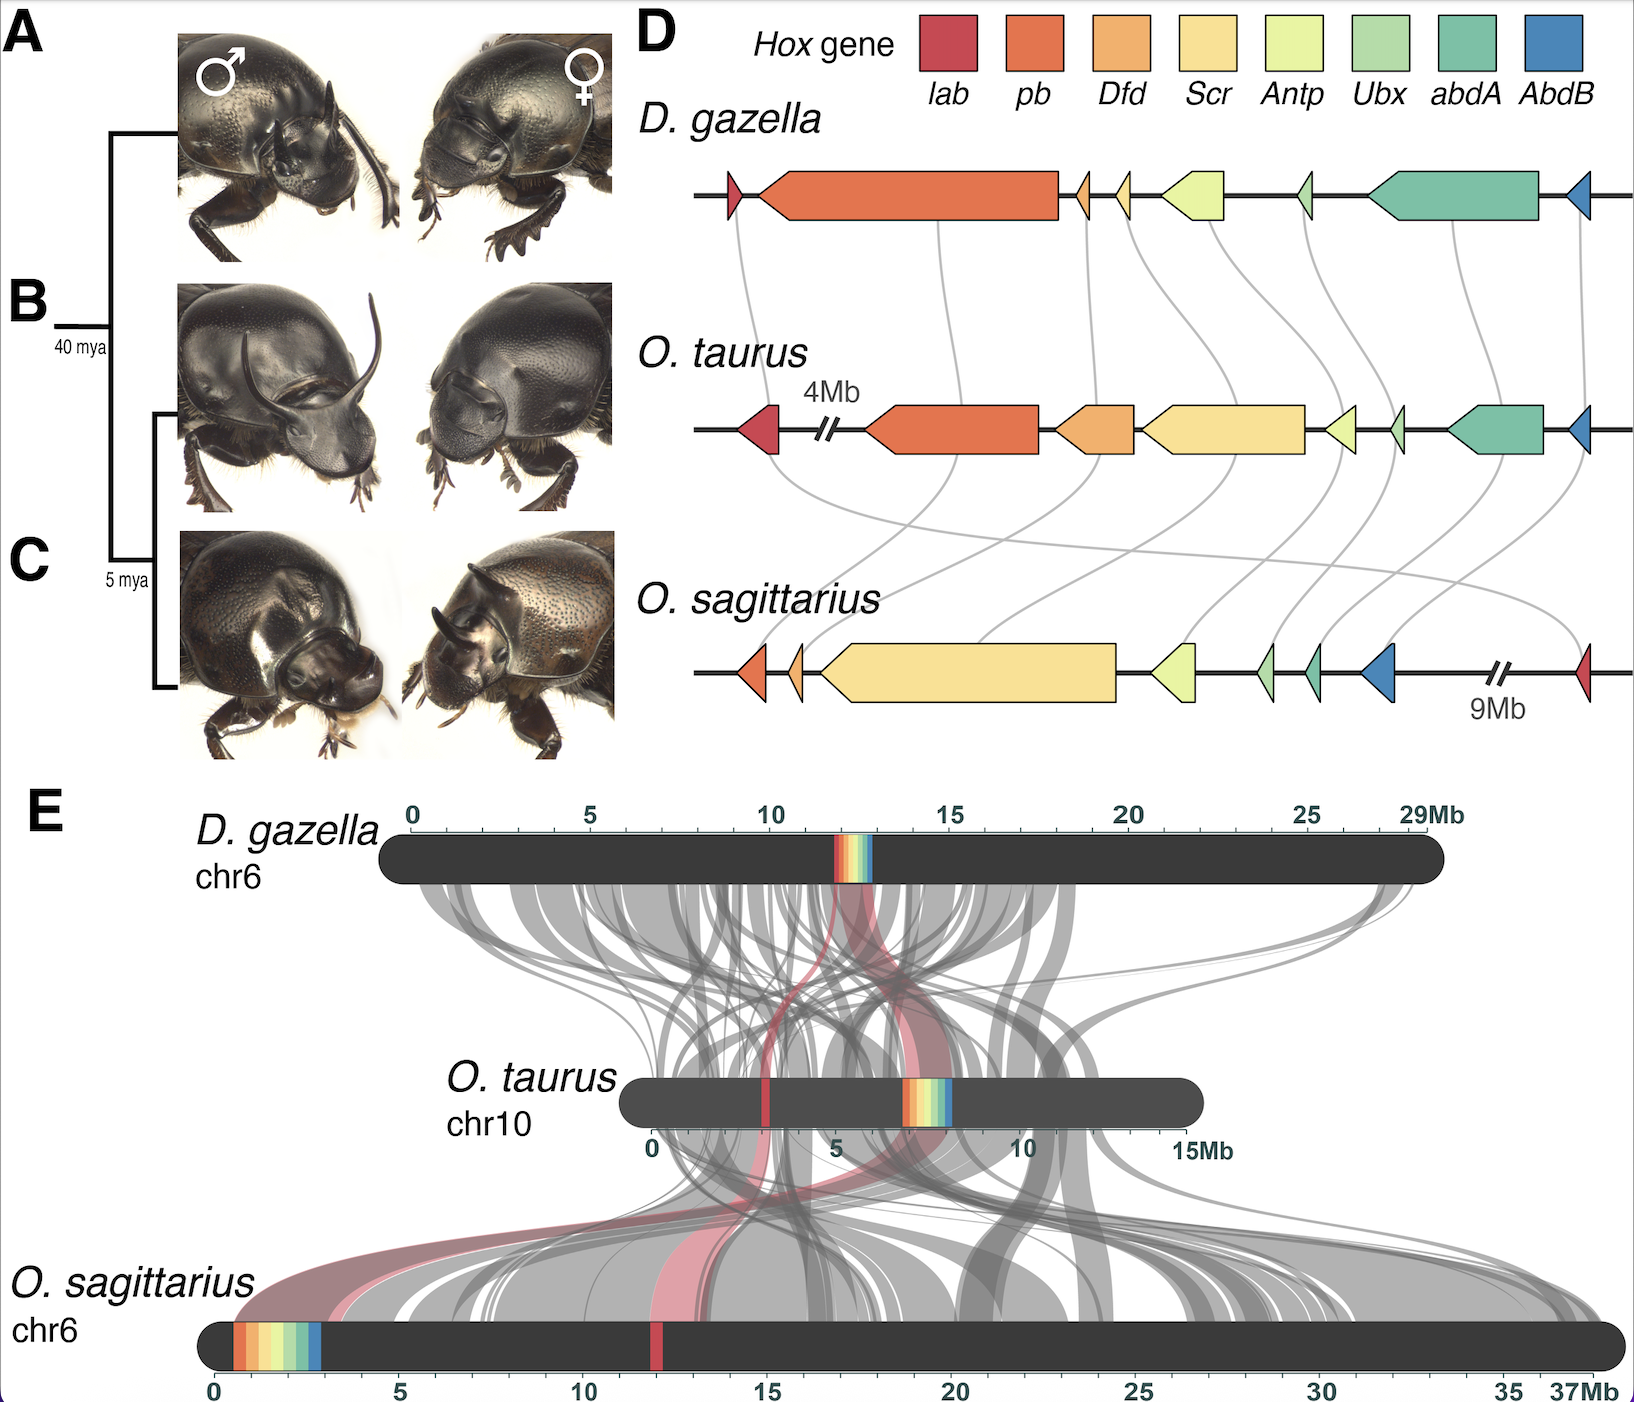 A
♂
♀
B
40 mya
C
5 mya
D
Hox gene
lab pb Dfd Scr Antp Ubx abdA AbdB
D. gazella
O. taurus
4Mb
O. sagittarius
9Mb
E
D. gazella
chr6
0 5 10 15 20 25 29Mb
O. taurus
chr10
0 5 10 15Mb
O. sagittarius
chr6
0 5 10 15 20 25 30 35 37Mb